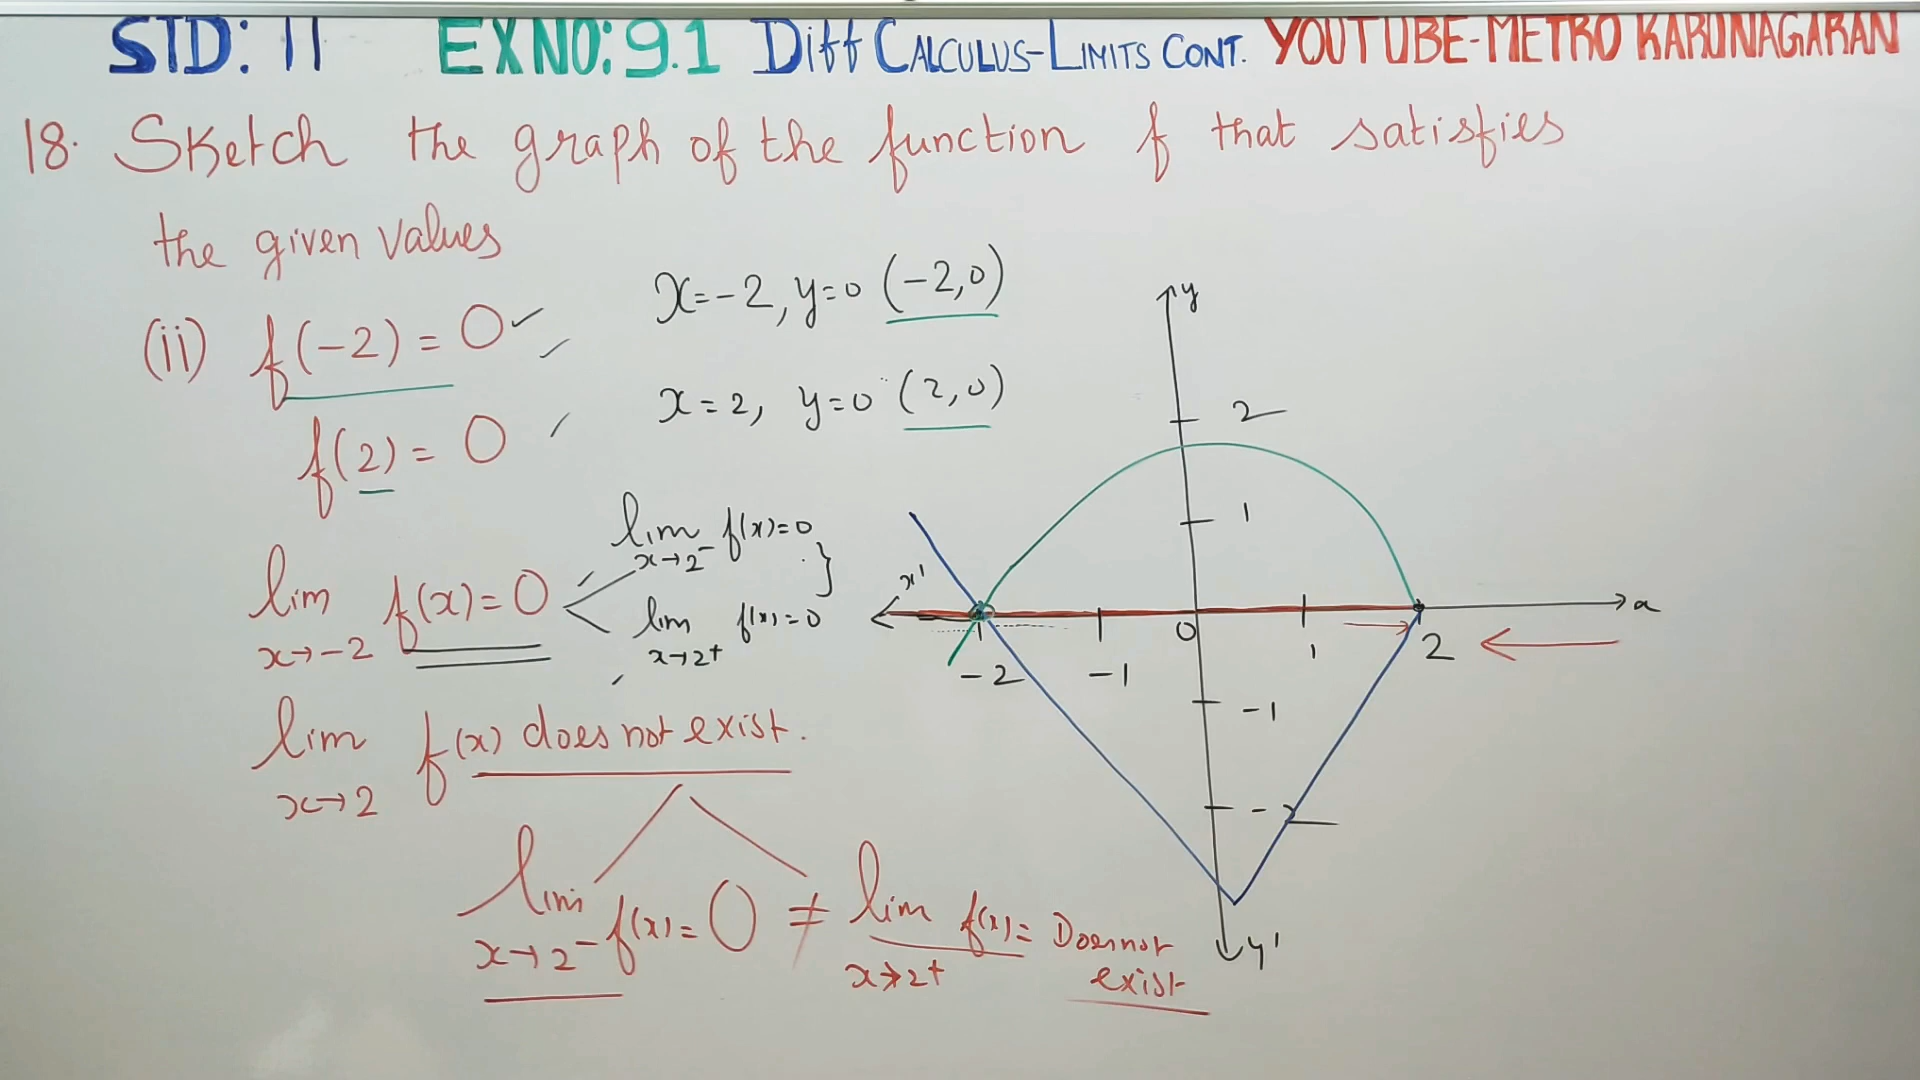 STD: 11 EXNO: 9.1 Diff CALCULUS-LIMITS CONT. YOUTUBE-METRO KARUNAGARAN
18. Sketch the graph of the function f that satisfies
the given values
x=-2, y=0 (-2,0)
(ii) f(-2) = 0
x=2, y=0 (2,0)
f(2) = 0
lim f(x)=0
x→2⁻
lim f(x)=0
x→-2
lim f(x)=0
x→2+
lim f(x) does not exist.
x→2
lim f(x)=0 ≠ lim f(x)= Does not
x→2⁻ x→2+ exist
y
2
1
x' x
-2 -1 0 1 2
-1
-2
y'